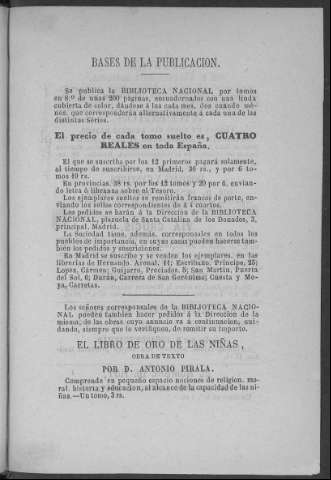 BASES DE LA PUBLICACION.
Se publica la BIBLIOTECA NACIONAL por tomos
en 8.º de unas 200 páginas, encuadernados con una linda
cubierta de color, dándose á luz cada mes, dos cuando mé-
nos, que corresponderán alternativamente á cada una de las
distintas Séries.
El precio de cada tomo suelto es, CUATRO
REALES en toda España.
El que se suscriba por los 12 primeros pagará solamente,
al tiempo de suscribirse, en Madrid, 36 rs., y por 6 to-
mos 19 rs.
En provincias, 38 rs. por los 12 tomos y 20 por 6, envian-
do letra ó libranza sobre el Tesoro.
Los ejemplares sueltos se remitirán francos de porte, en-
viando los sellos correspondientes de á 4 cuartos.
Los pedidos se harán á la Direccion de la BIBLIOTECA
NACIONAL, plazuela de Santa Catalina de los Donados, 2,
principal, Madrid.
La Sociedad tiene, además, corresponsales en todos los
pueblos de importancia, en cuyas casas pueden hacerse tam-
bien los pedidos y suscriciones.
En Madrid se suscribe y se venden los ejemplares, en las
librerías de Hernando, Arenal, 11; Escribano, Príncipe, 25;
Lopez, Cármen; Guijarro, Preciados, 5; San Martin, Puerta
del Sol, 6; Durán, Carrera de San Gerónimo; Cuesta y Mo-
ya, Carretas.
Los señores corresponsales de la BIBLIOTECA NACIO-
NAL pueden tambien hacer pedidos á la Direccion de la
misma, de las obras cuyo anuncio va á continuacion, cui-
dando, siempre que lo verifiquen, de remitir su importe.
EL LIBRO DE ORO DE LAS NIÑAS,
OBRA DE TEXTO
POR D. ANTONIO PIRALA.
Comprende en pequeño espacio nociones de religion, mo-
ral, historia y educacion, al alcance de la capacidad de las ni-
ñas.—Un tomo, 3 rs.